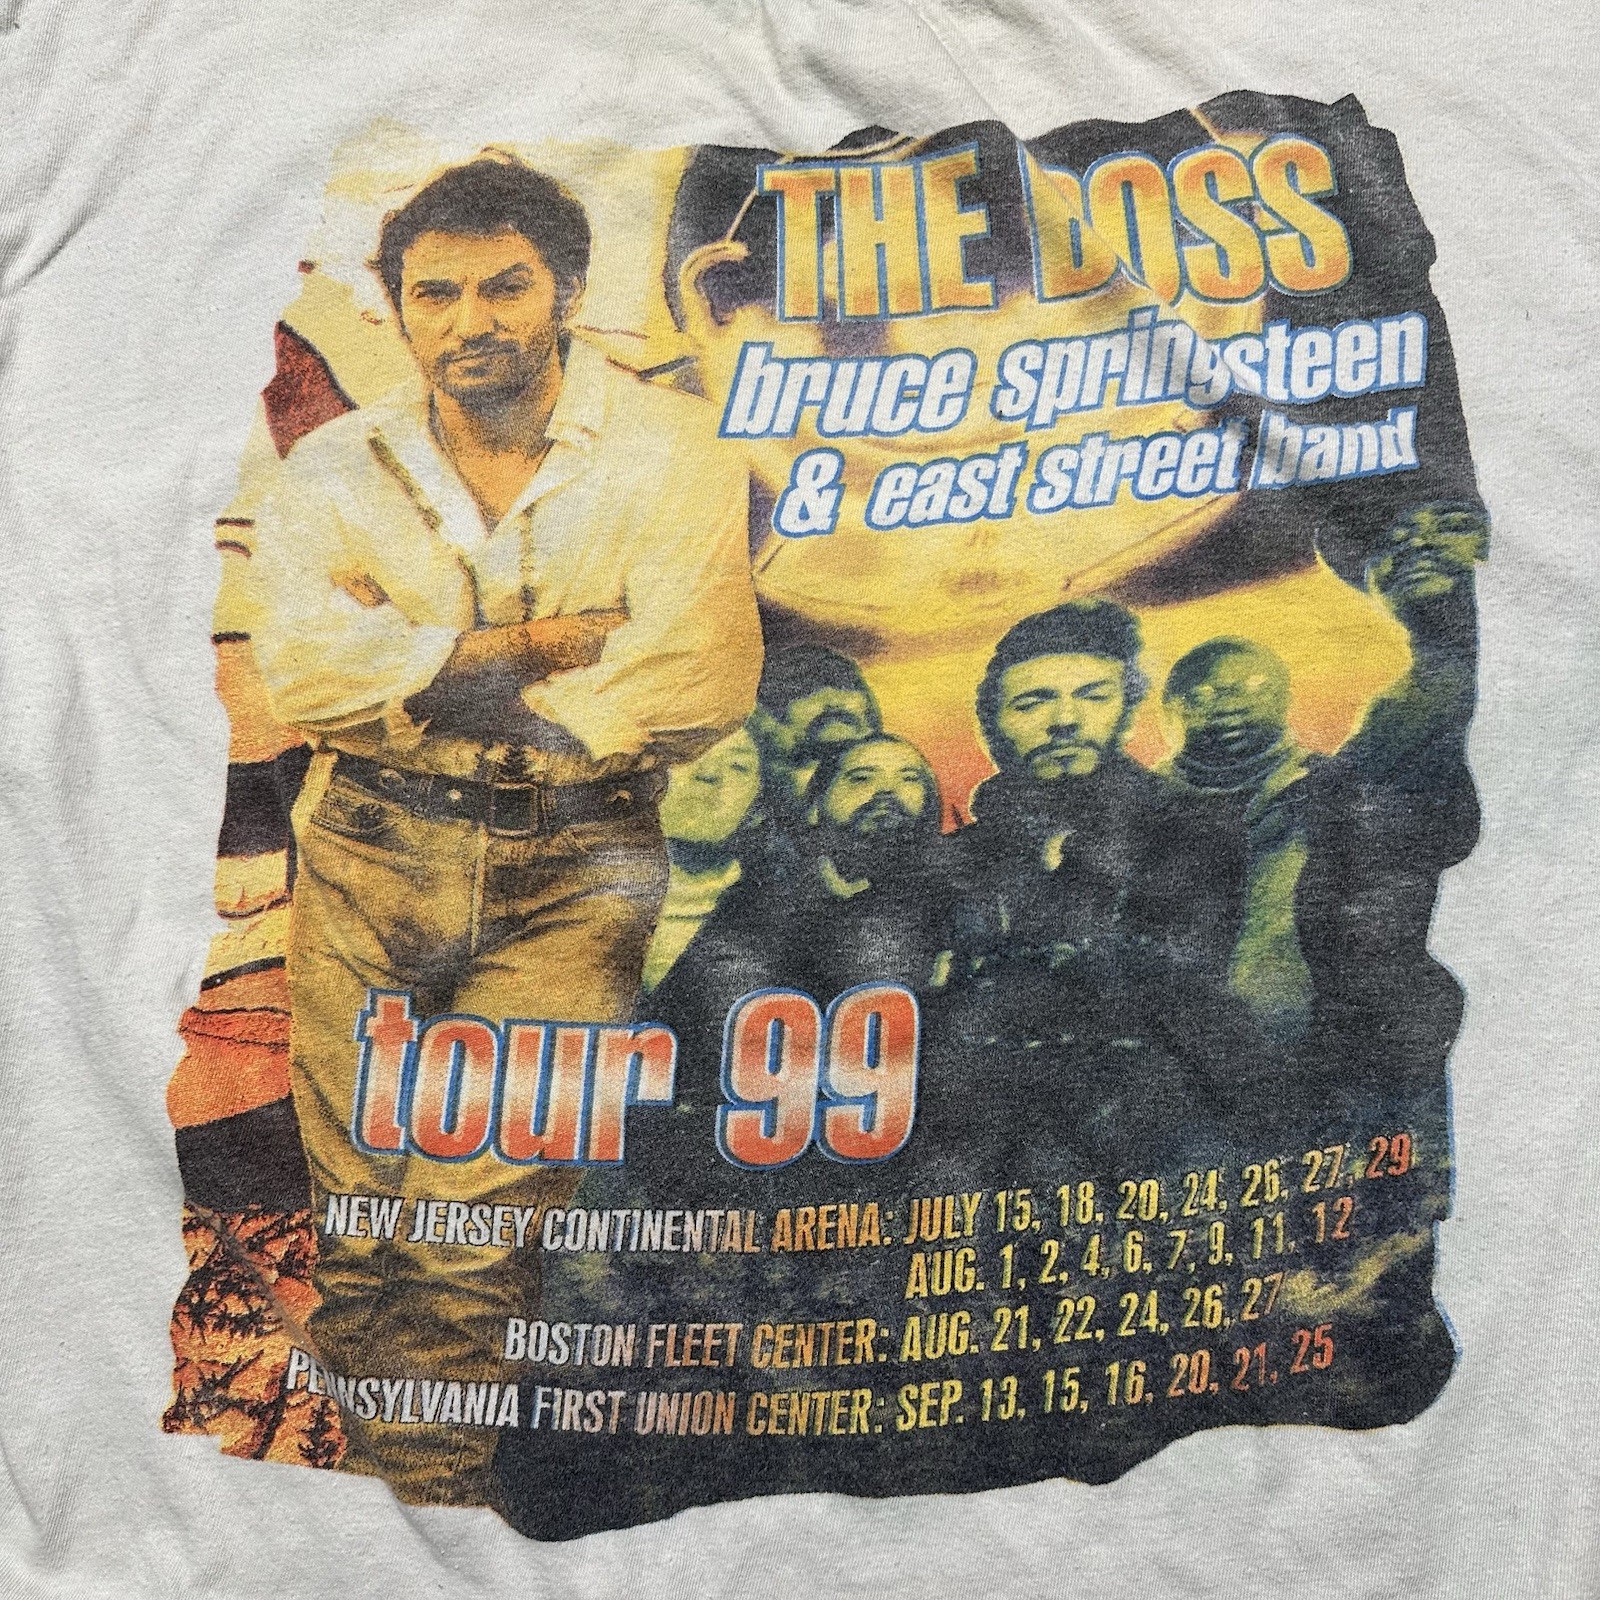 THE BOSS
bruce springsteen
& east street band
tour 99
NEW JERSEY CONTINENTAL ARENA: JULY 15, 18, 20, 24, 26, 27, 29
AUG. 1, 2, 4, 6, 7, 9, 11, 12
BOSTON FLEET CENTER: AUG. 21, 22, 24, 26, 27
PENNSYLVANIA FIRST UNION CENTER: SEP. 13, 15, 16, 20, 21, 25